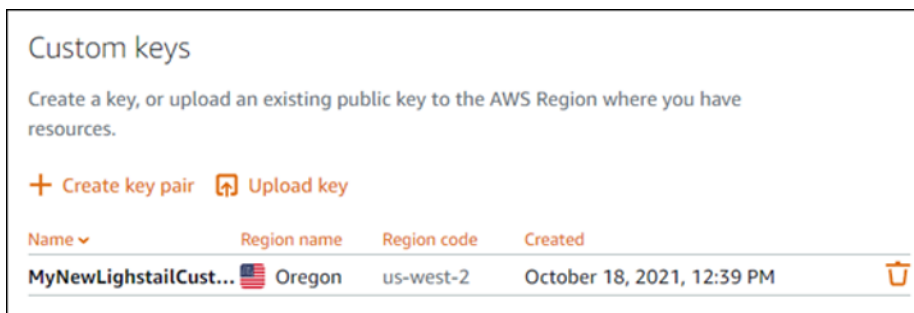 Custom keys
Create a key, or upload an existing public key to the AWS Region where you have
resources.
Create key pair Upload key
Name Region name Region code Created
MyNewLighstailCust... Oregon us-west-2 October 18, 2021, 12:39 PM